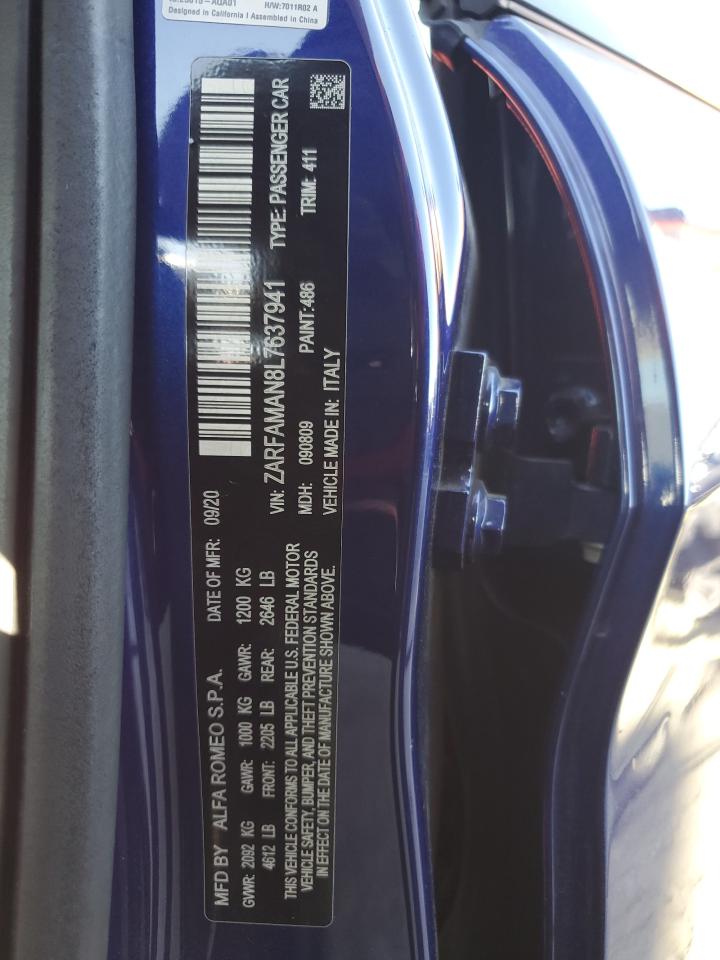 H/W:7011R02 A
Designed in California / Assembled in China
MFD BY ALFA ROMEO S.P.A. DATE OF MFR: 09/20
GVWR: 2092 KG GAWR: 1000 KG GAWR: 1200 KG
4612 LB FRONT: 2205 LB REAR: 2646 LB
THIS VEHICLE CONFORMS TO ALL APPLICABLE U.S. FEDERAL MOTOR
VEHICLE SAFETY, BUMPER, AND THEFT PREVENTION STANDARDS
IN EFFECT ON THE DATE OF MANUFACTURE SHOWN ABOVE.
VIN: ZARFAMAN8L7637941 TYPE: PASSENGER CAR
MDH: 090809 PAINT:486 TRIM: 411
VEHICLE MADE IN: ITALY